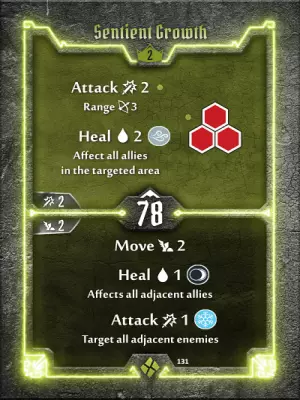 Sentient Growth
2
Attack 2
Range 3
Heal 2
Affect all allies
in the targeted area
2
78
2
Move 2
Heal 1
Affects all adjacent allies
Attack 1
Target all adjacent enemies
131